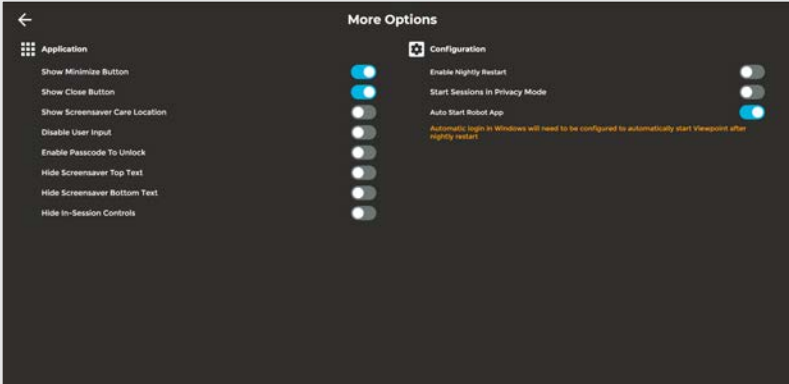 More Options
Application
Show Minimize Button
Show Close Button
Show Screensaver Care Location
Disable User Input
Enable Passcode To Unlock
Hide Screensaver Top Text
Hide Screensaver Bottom Text
Hide In-Session Controls
Configuration
Enable Nightly Restart
Start Sessions in Privacy Mode
Auto Start Robot App
Automatic login in Windows will need to be configured to automatically start Viewpoint after
nightly restart